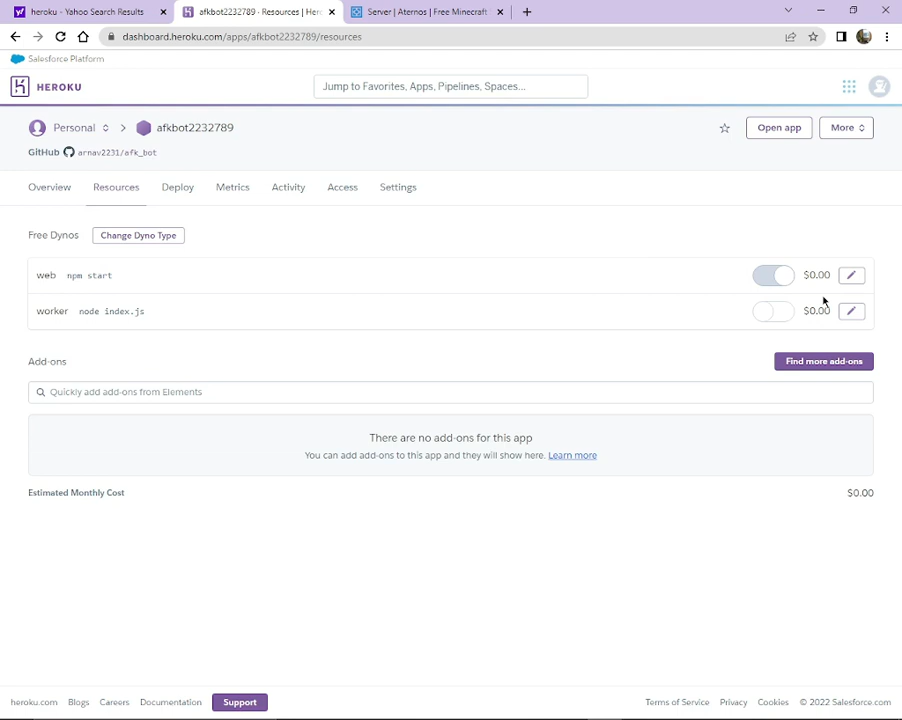 heroku - Yahoo Search Results
afkbot2232789 - Resources | Her
Server | Aternos | Free Minecraft
dashboard.heroku.com/apps/afkbot2232789/resources
Salesforce Platform
HEROKU
Jump to Favorites, Apps, Pipelines, Spaces...
Personal afkbot2232789
Open app
More
GitHub arnav2231/afk_bot
Overview Resources Deploy Metrics Activity Access Settings
Free Dynos Change Dyno Type
web npm start $0.00
worker node index.js $0.00
Add-ons Find more add-ons
Quickly add add-ons from Elements
There are no add-ons for this app
You can add add-ons to this app and they will show here. Learn more
Estimated Monthly Cost $0.00
heroku.com Blogs Careers Documentation Support Terms of Service Privacy Cookies © 2022 Salesforce.com